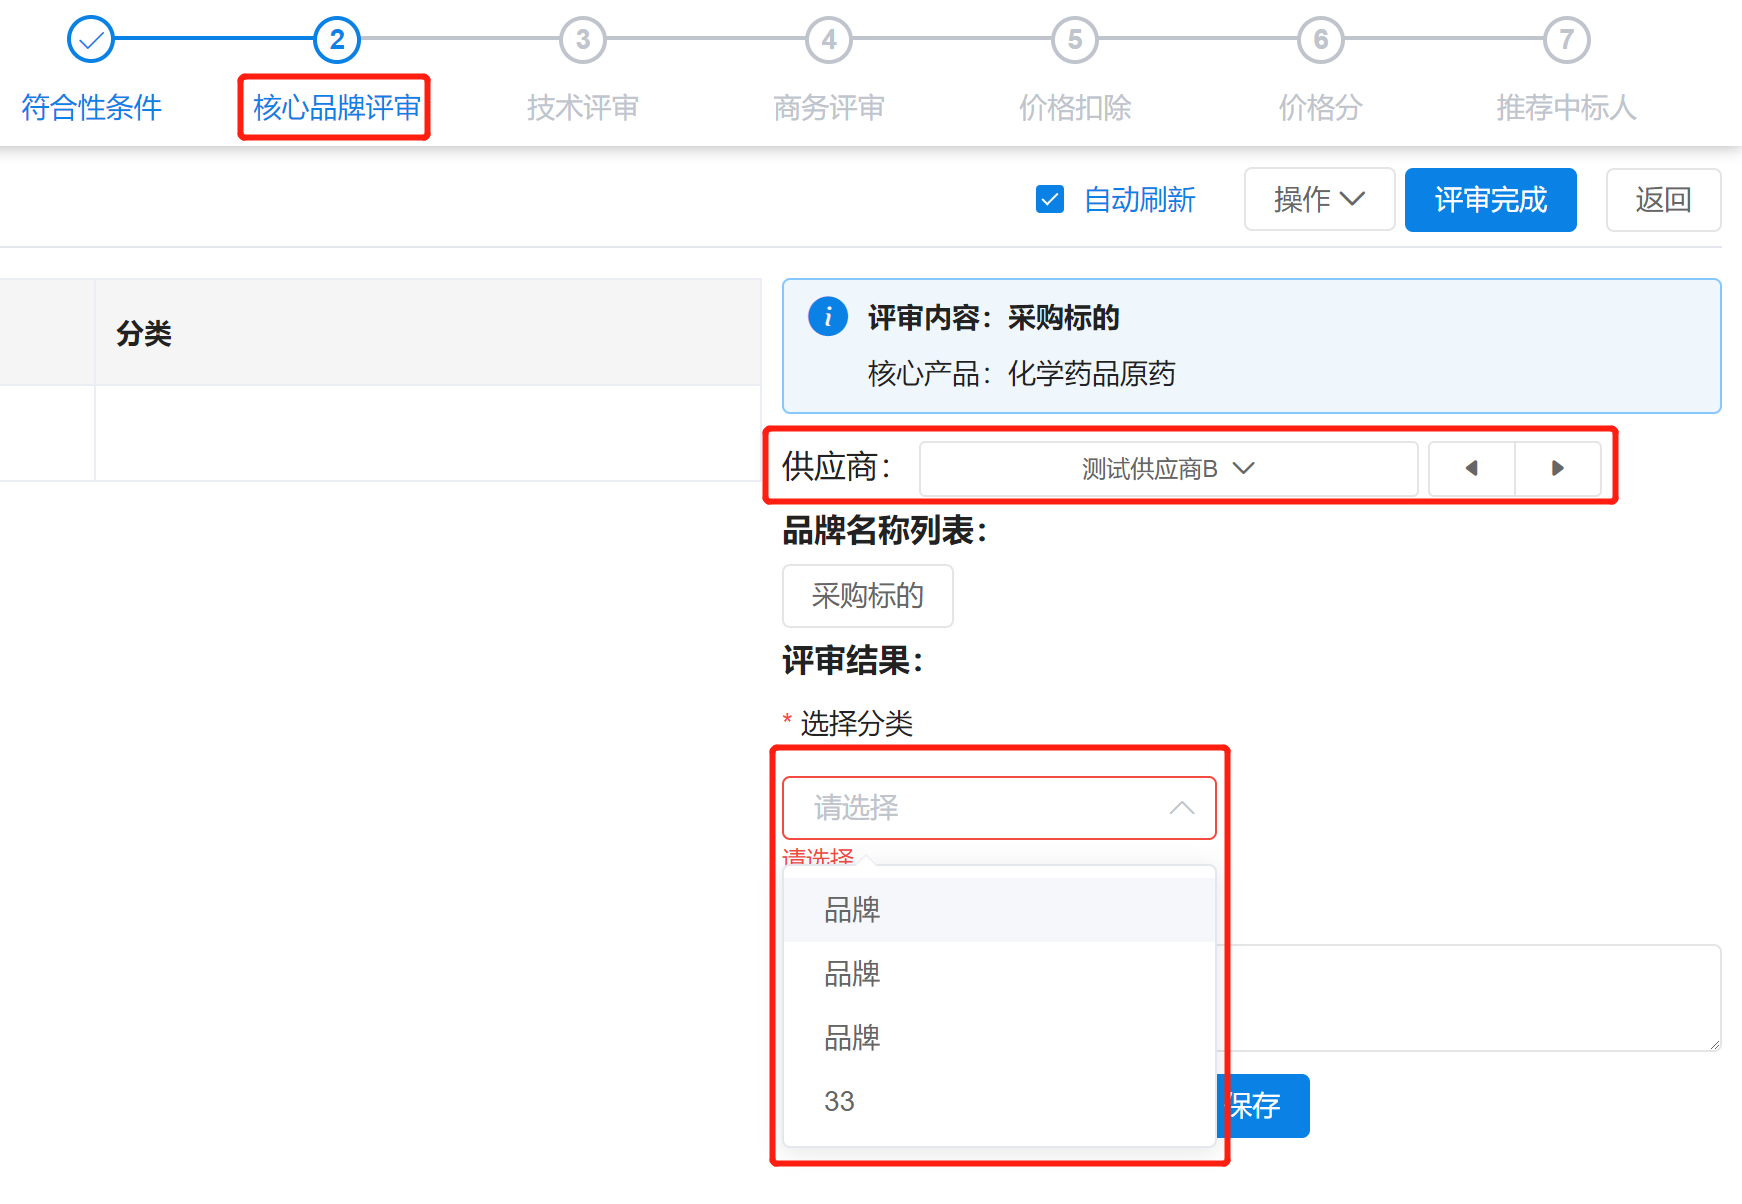 2
3
4
5
6
7
符合性条件
核心品牌评审
技术评审
商务评审
价格扣除
价格分
推荐中标人
自动刷新
操作
评审完成
返回
分类
i
评审内容：采购标的
核心产品：化学药品原药
供应商：
测试供应商B
品牌名称列表：
采购标的
评审结果：
* 选择分类
请选择
请选择
品牌
品牌
品牌
33
保存